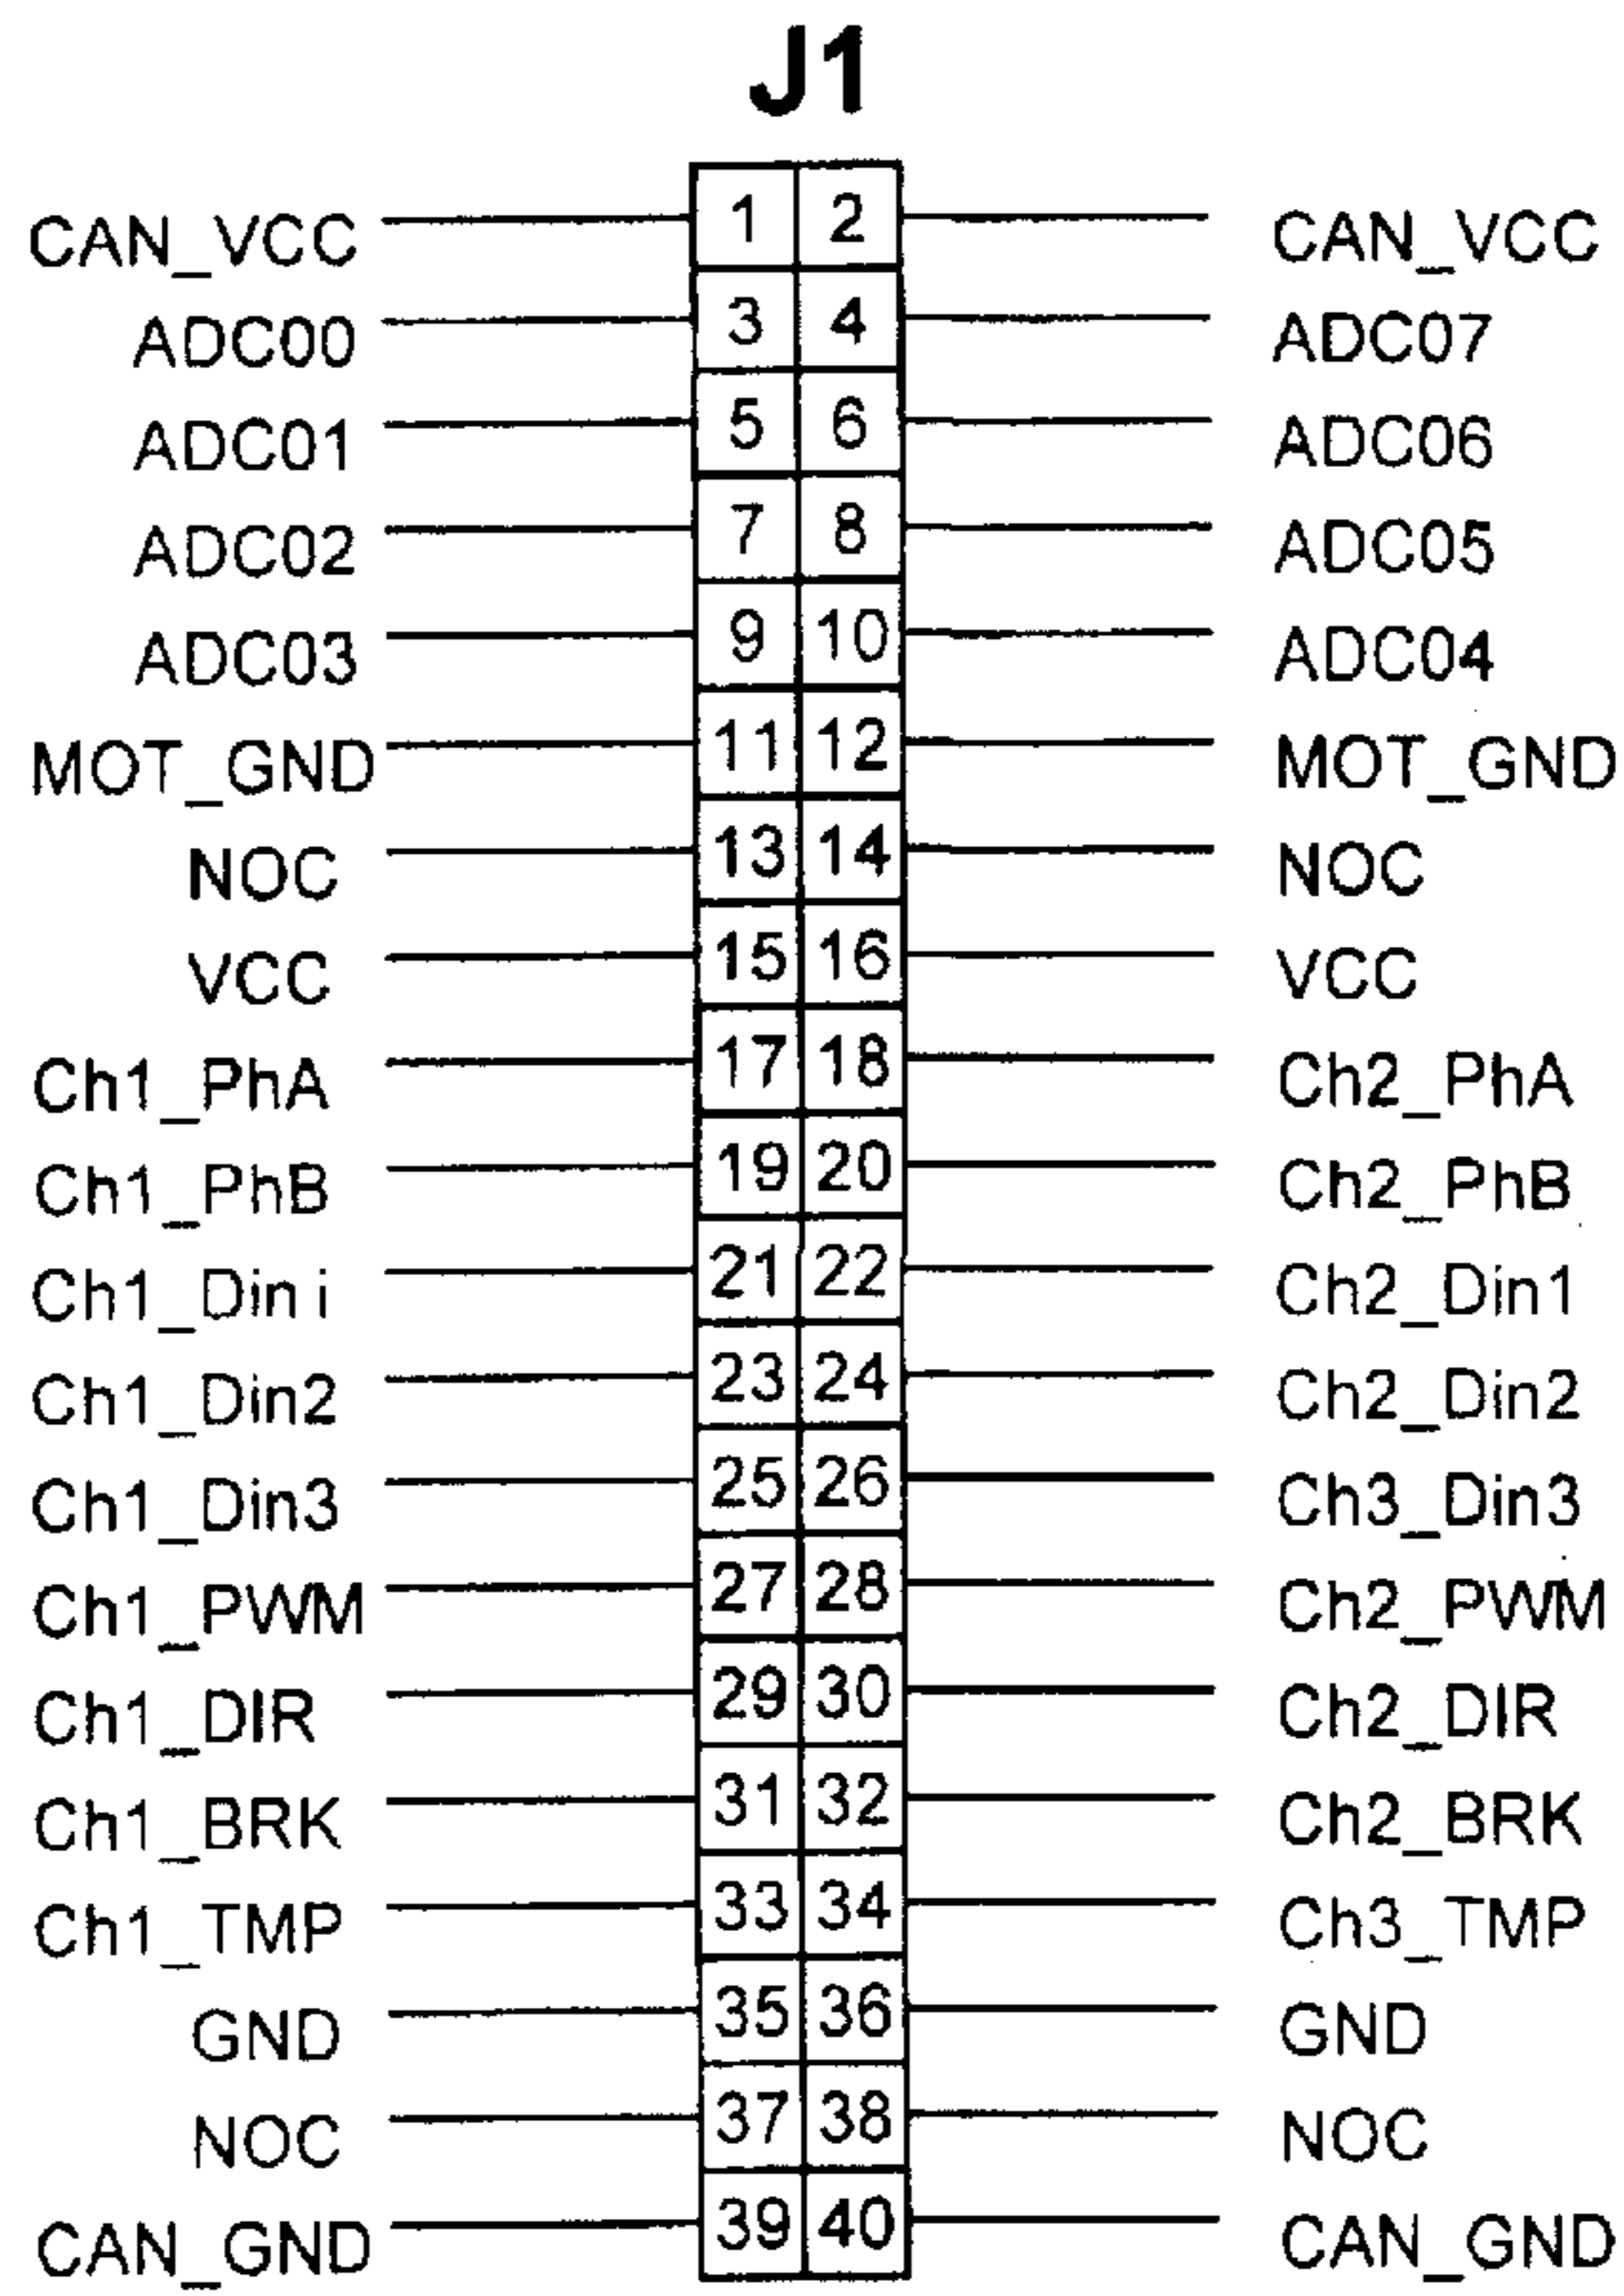 J1
CAN_VCC 1 2 CAN_VCC
ADC00 3 4 ADC07
ADC01 5 6 ADC06
ADC02 7 8 ADC05
ADC03 9 10 ADC04
MOT_GND 11 12 MOT_GND
NOC 13 14 NOC
VCC 15 16 VCC
Ch1_PhA 17 18 Ch2_PhA
Ch1_PhB 19 20 Ch2_PhB
Ch1_Din i 21 22 Ch2_Din1
Ch1_Din2 23 24 Ch2_Din2
Ch1_Din3 25 26 Ch3_Din3
Ch1_PWM 27 28 Ch2_PWM
Ch1_DIR 29 30 Ch2_DIR
Ch1_BRK 31 32 Ch2_BRK
Ch1_TMP 33 34 Ch3_TMP
GND 35 36 GND
NOC 37 38 NOC
CAN_GND 39 40 CAN_GND